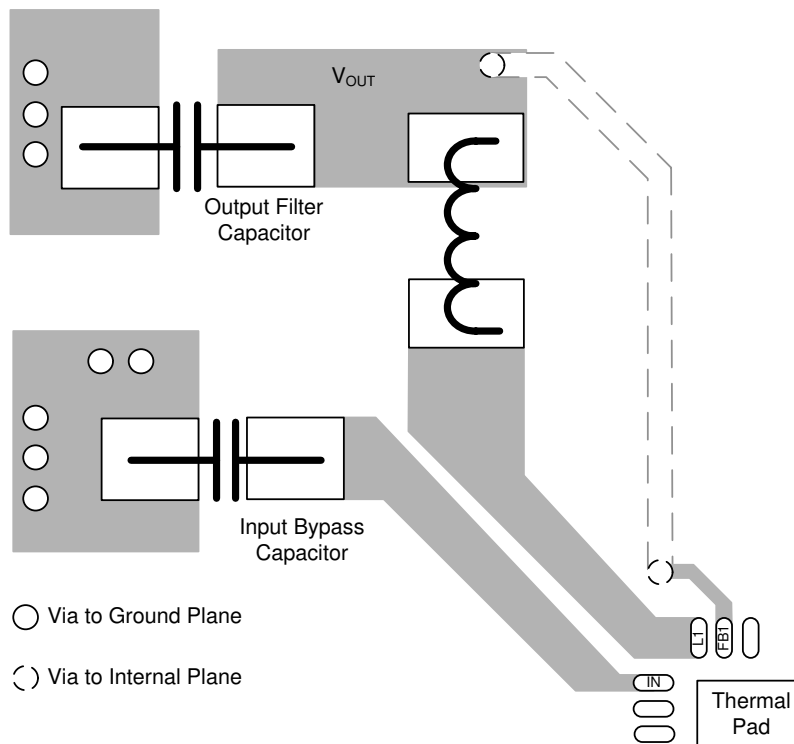 VOUT
Output Filter
Capacitor
Input Bypass
Capacitor
Via to Ground Plane
Via to Internal Plane
L1
FB1
IN
Thermal
Pad